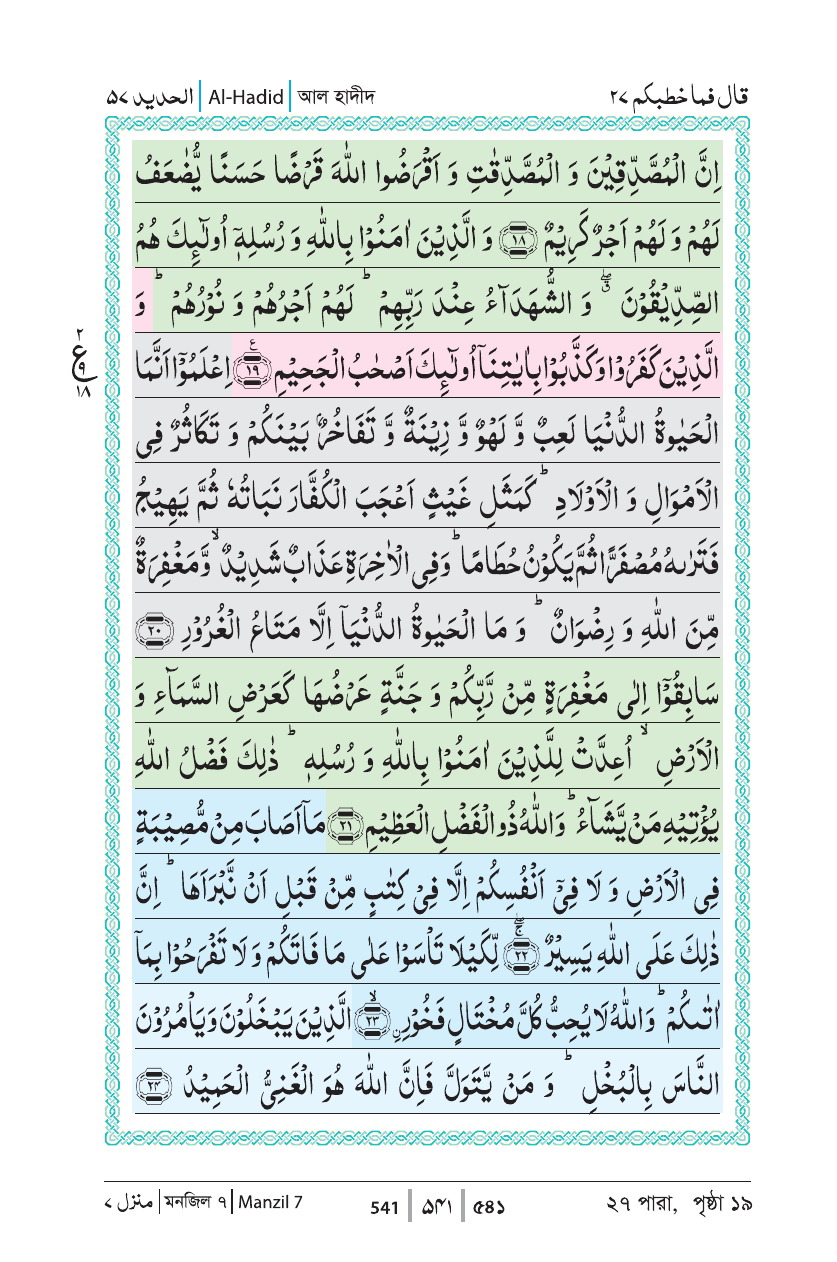 قال فما خطبكم ٢٧ আল হাদীদ | Al-Hadid | الحديد ٥٧
اِنَّ الْمُصَّدِّقِيْنَ وَ الْمُصَّدِّقٰتِ وَ اَقْرَضُوا اللّٰهَ قَرْضًا حَسَنًا يُّضٰعَفُ
لَهُمْ وَ لَهُمْ اَجْرٌ كَرِيْمٌ ﴿١٨﴾ وَ الَّذِيْنَ اٰمَنُوْا بِاللّٰهِ وَ رُسُلِهٖۤ اُولٰٓئِكَ هُمُ
الصِّدِّيْقُوْنَ ۖۗ وَ الشُّهَدَآءُ عِنْدَ رَبِّهِمْ ؕ لَهُمْ اَجْرُهُمْ وَ نُوْرُهُمْ ؕ وَ
الَّذِيْنَ كَفَرُوْا وَ كَذَّبُوْا بِاٰيٰتِنَاۤ اُولٰٓئِكَ اَصْحٰبُ الْجَحِيْمِ ﴿١٩﴾ اِعْلَمُوْۤا اَنَّمَا
٢
ع
٩
١٨
الْحَيٰوةُ الدُّنْيَا لَعِبٌ وَّ لَهْوٌ وَّ زِيْنَةٌ وَّ تَفَاخُرٌۢ بَيْنَكُمْ وَ تَكَاثُرٌ فِى
الْاَمْوَالِ وَ الْاَوْلَادِ ؕ كَمَثَلِ غَيْثٍ اَعْجَبَ الْكُفَّارَ نَبَاتُهٗ ثُمَّ يَهِيْجُ
فَتَرٰىهُ مُصْفَرًّا ثُمَّ يَكُوْنُ حُطَامًا ؕ وَ فِى الْاٰخِرَةِ عَذَابٌ شَدِيْدٌ ۙ وَّ مَغْفِرَةٌ
مِّنَ اللّٰهِ وَ رِضْوَانٌ ؕ وَ مَا الْحَيٰوةُ الدُّنْيَاۤ اِلَّا مَتَاعُ الْغُرُوْرِ ﴿٢٠﴾
سَابِقُوْۤا اِلٰى مَغْفِرَةٍ مِّنْ رَّبِّكُمْ وَ جَنَّةٍ عَرْضُهَا كَعَرْضِ السَّمَآءِ وَ
الْاَرْضِ ۙ اُعِدَّتْ لِلَّذِيْنَ اٰمَنُوْا بِاللّٰهِ وَ رُسُلِهٖ ؕ ذٰلِكَ فَضْلُ اللّٰهِ
يُؤْتِيْهِ مَنْ يَّشَآءُ ؕ وَ اللّٰهُ ذُو الْفَضْلِ الْعَظِيْمِ ﴿٢١﴾ مَاۤ اَصَابَ مِنْ مُّصِيْبَةٍ
فِى الْاَرْضِ وَ لَا فِىْۤ اَنْفُسِكُمْ اِلَّا فِىْ كِتٰبٍ مِّنْ قَبْلِ اَنْ نَّبْرَاَهَا ؕ اِنَّ
ذٰلِكَ عَلَى اللّٰهِ يَسِيْرٌ ﴿٢٢﴾ۖۚ لِّكَيْلَا تَاْسَوْا عَلٰى مَا فَاتَكُمْ وَ لَا تَفْرَحُوْا بِمَاۤ
اٰتٰىكُمْ ؕ وَ اللّٰهُ لَا يُحِبُّ كُلَّ مُخْتَالٍ فَخُوْرِۣ ﴿٢٣﴾ۙ الَّذِيْنَ يَبْخَلُوْنَ وَ يَاْمُرُوْنَ
النَّاسَ بِالْبُخْلِ ؕ وَ مَنْ يَّتَوَلَّ فَاِنَّ اللّٰهَ هُوَ الْغَنِىُّ الْحَمِيْدُ ﴿٢٤﴾
منزل ٧ | মনজিল ৭ | Manzil 7 541 | ۵۴۱ | ৫৪১ ২৭ পারা, পৃষ্ঠা ১৯